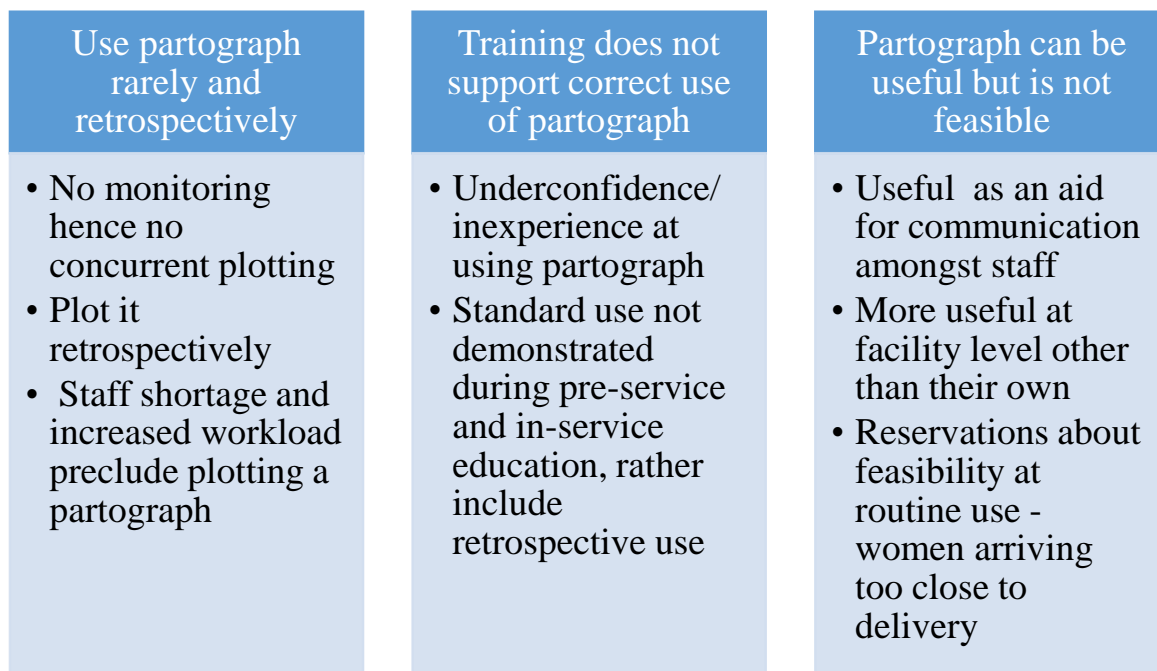 Use partograph
rarely and
retrospectively
• No monitoring
hence no
concurrent plotting
• Plot it
retrospectively
• Staff shortage and
increased workload
preclude plotting a
partograph
Training does not
support correct use
of partograph
• Underconfidence/
inexperience at
using partograph
• Standard use not
demonstrated
during pre-service
and in-service
education, rather
include
retrospective use
Partograph can be
useful but is not
feasible
• Useful as an aid
for communication
amongst staff
• More useful at
facility level other
than their own
• Reservations about
feasibility at
routine use -
women arriving
too close to
delivery